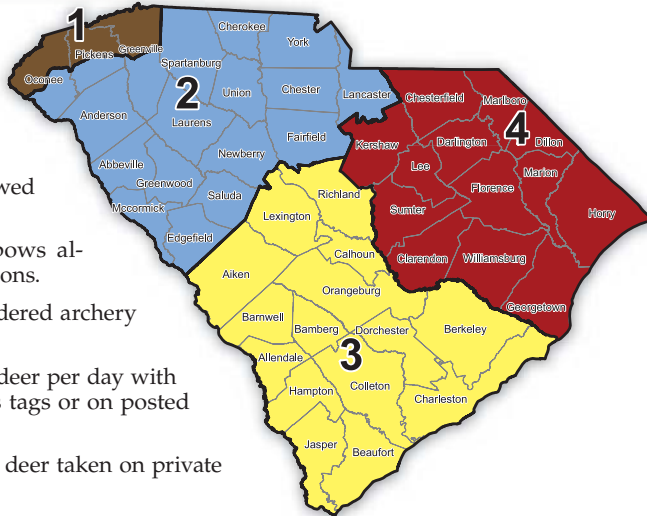 1
Cherokee
York
Pickens
Greenville
Spartanburg
Oconee
2
Union
Chester
Lancaster
Chesterfield
Marlboro
Anderson
Laurens
4
Fairfield
Kershaw
Darlington
Dillon
Abbeville
Newberry
Lee
Marion
Greenwood
Saluda
Richland
Florence
Mccormick
Lexington
Sumter
Horry
Edgefield
Calhoun
Clarendon
Williamsburg
Aiken
Orangeburg
Georgetown
Barnwell
Bamberg
Dorchester
Berkeley
Allendale
3
Hampton
Colleton
Charleston
Jasper
Beaufort
wed
bows al-
ons.
dered archery
deer per day with
s tags or on posted
deer taken on private